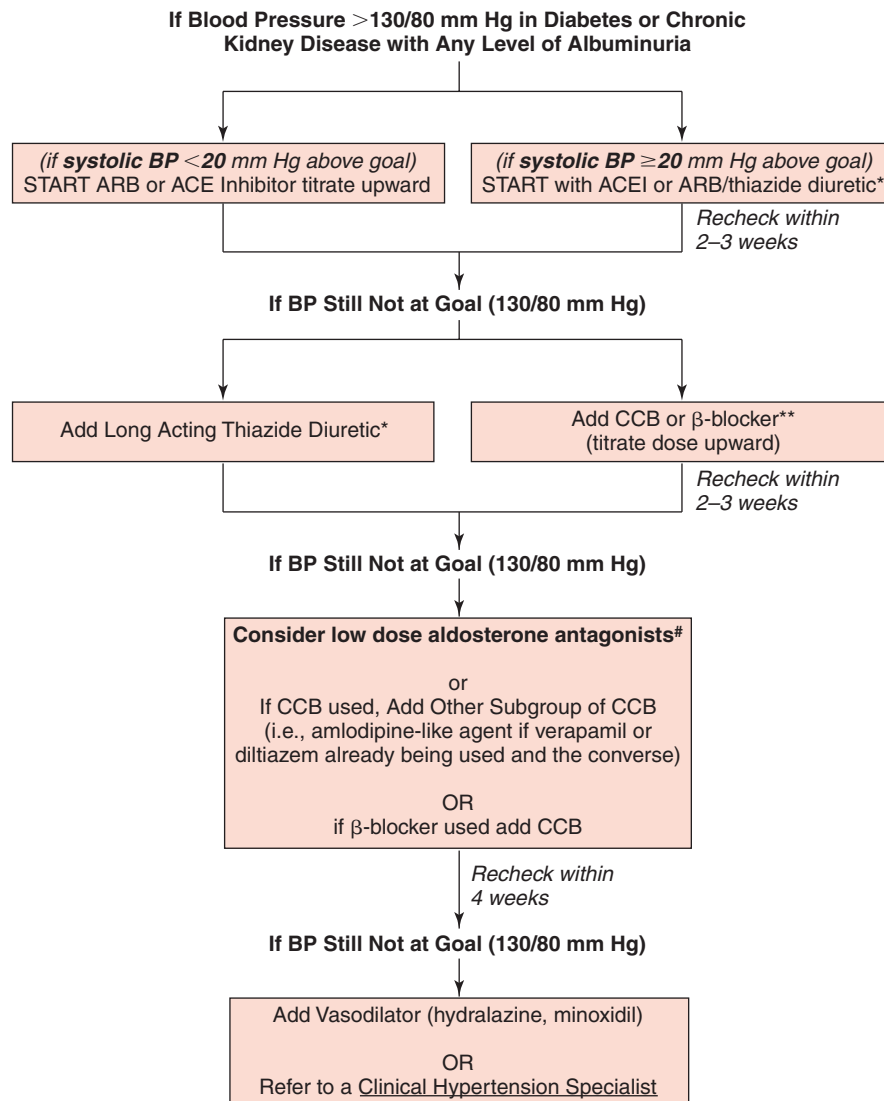 If Blood Pressure >130/80 mm Hg in Diabetes or Chronic
Kidney Disease with Any Level of Albuminuria
(if systolic BP <20 mm Hg above goal)
START ARB or ACE Inhibitor titrate upward
(if systolic BP ≥20 mm Hg above goal)
START with ACEI or ARB/thiazide diuretic*
Recheck within
2–3 weeks
If BP Still Not at Goal (130/80 mm Hg)
Add Long Acting Thiazide Diuretic*
Add CCB or β-blocker**
(titrate dose upward)
Recheck within
2–3 weeks
If BP Still Not at Goal (130/80 mm Hg)
Consider low dose aldosterone antagonists#
or
If CCB used, Add Other Subgroup of CCB
(i.e., amlodipine-like agent if verapamil or
diltiazem already being used and the converse)
OR
if β-blocker used add CCB
Recheck within
4 weeks
If BP Still Not at Goal (130/80 mm Hg)
Add Vasodilator (hydralazine, minoxidil)
OR
Refer to a Clinical Hypertension Specialist